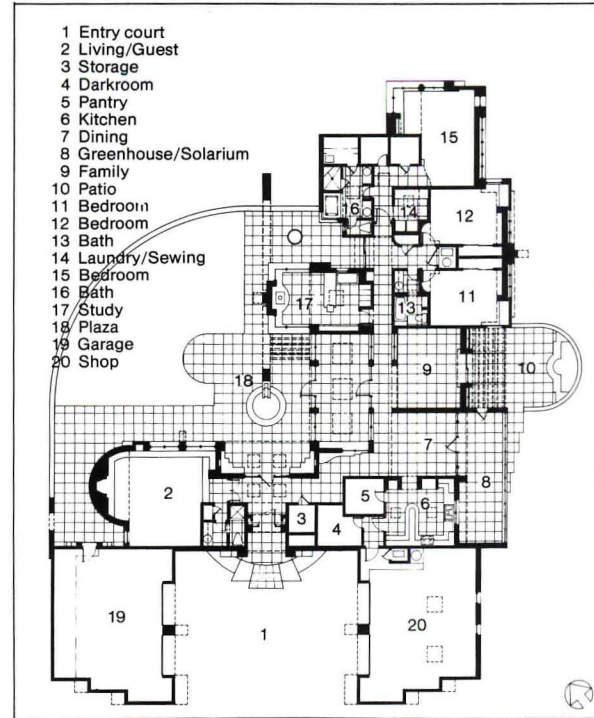 1 Entry court
2 Living/Guest
3 Storage
4 Darkroom
5 Pantry
6 Kitchen
7 Dining
8 Greenhouse/Solarium
9 Family
10 Patio
11 Bedroom
12 Bedroom
13 Bath
14 Laundry/Sewing
15 Bedroom
16 Bath
17 Study
18 Plaza
19 Garage
20 Shop
15
16
14
12
17
13
11
18
9
10
7
2
5
6
8
3
4
19
1
20